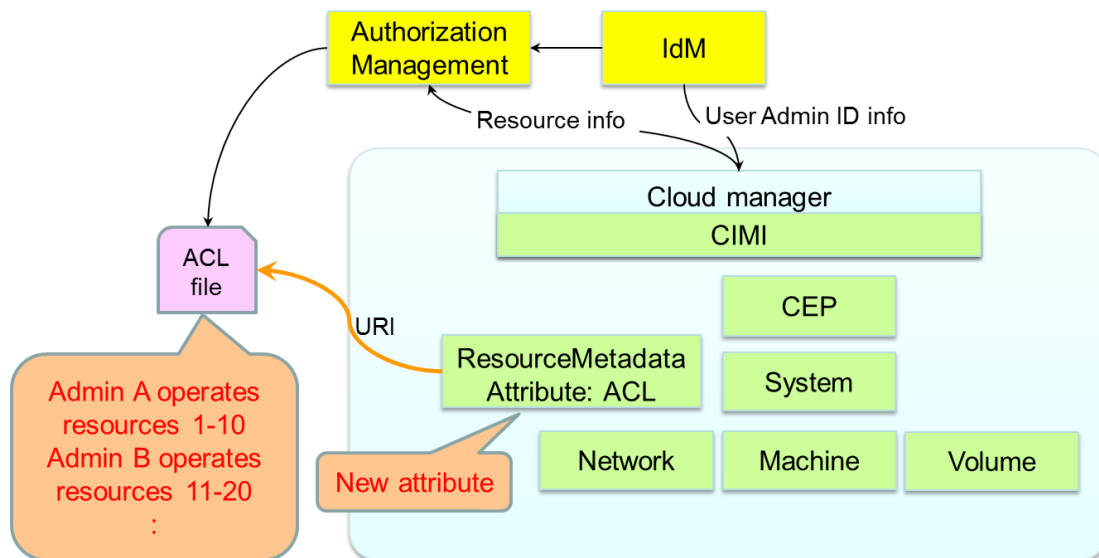 Authorization
Management
IdM
Resource info
User Admin ID info
Cloud manager
CIMI
ACL
file
CEP
URI
ResourceMetadata
Attribute: ACL
System
Admin A operates
resources 1-10
Admin B operates
resources 11-20
:
New attribute
Network
Machine
Volume